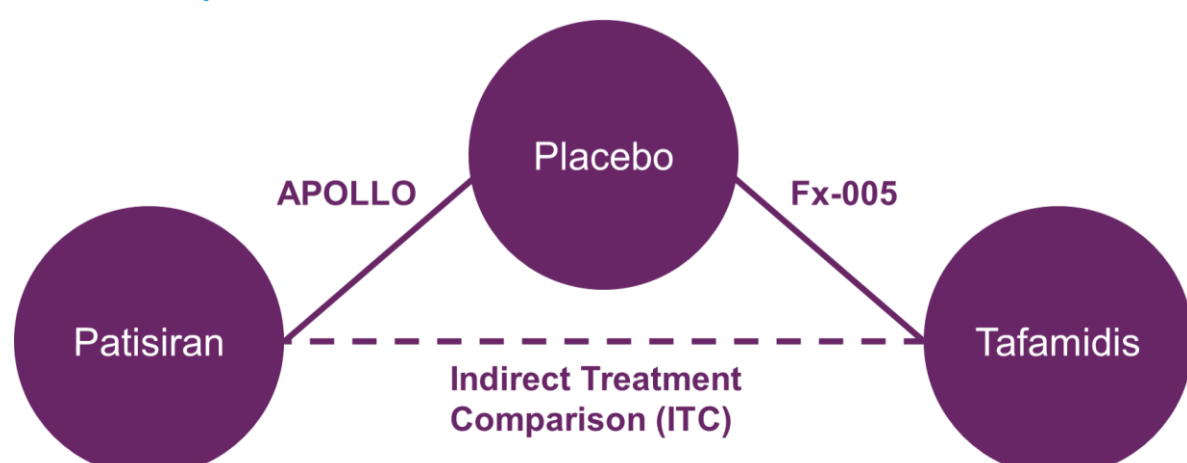 Placebo
APOLLO
Fx-005
Patisiran
Tafamidis
Indirect Treatment
Comparison (ITC)